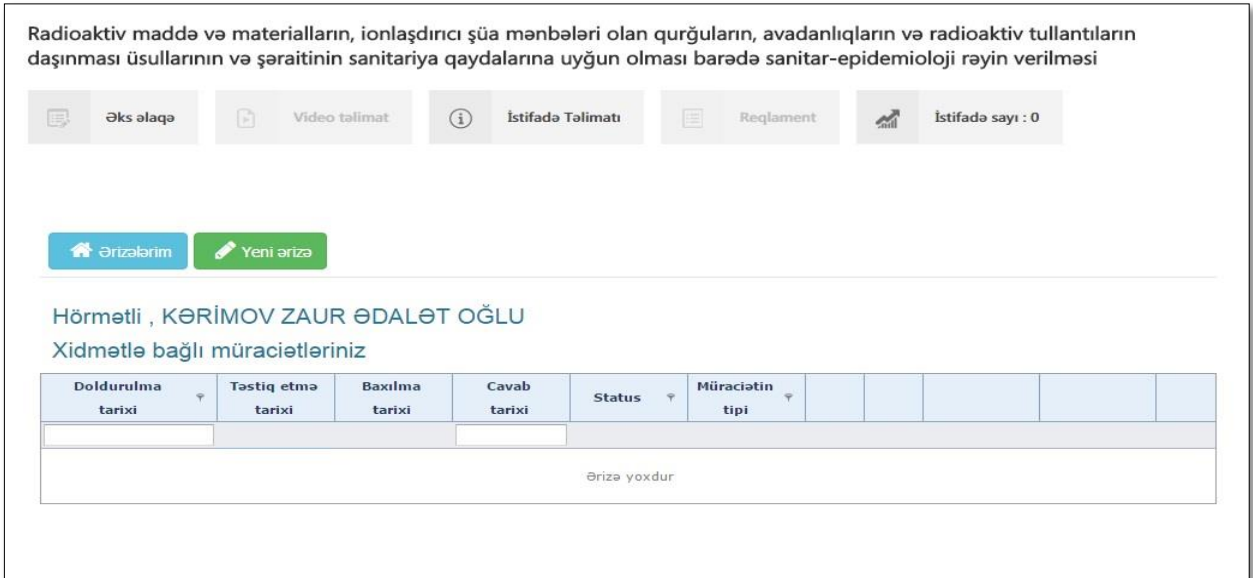 Radioaktiv maddə və materialların, ionlaşdırıcı şüa mənbələri olan qurğuların, avadanlıqların və radioaktiv tullantıların
daşınması üsullarının və şəraitinin sanitariya qaydalarına uyğun olması barədə sanitar-epidemioloji rəyin verilməsi
Əks əlaqə Video təlimat İstifadə Təlimatı Reqlament İstifadə sayı : 0
Ərizələrim Yeni ərizə
Hörmətli , KƏRİMOV ZAUR ƏDALƏT OĞLU
Xidmətlə bağlı müraciətləriniz
Doldurulma Təstiq etmə Baxılma Cavab Status Müraciətin
tarixi tarixi tarixi tarixi tipi
Ərizə yoxdur